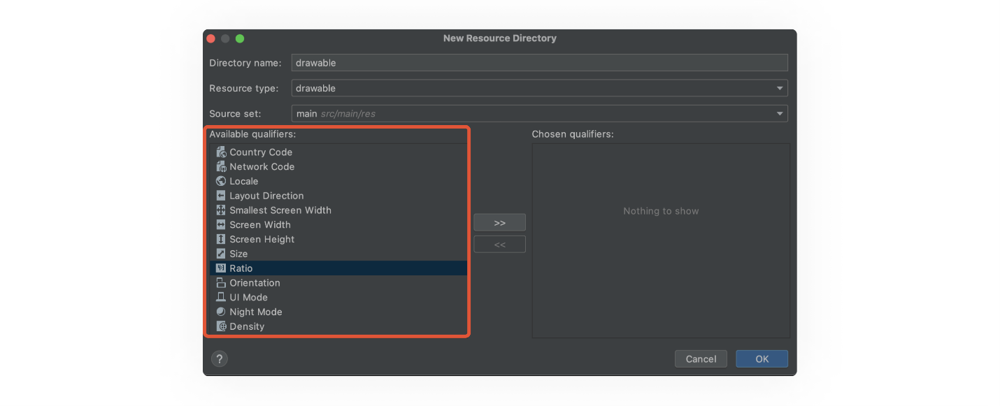 New Resource Directory
Directory name: drawable
Resource type: drawable
Source set: main src/main/res
Available qualifiers:
Chosen qualifiers:
Country Code
Network Code
Locale
Layout Direction
Smallest Screen Width
Screen Width
Screen Height
Size
Ratio
Orientation
UI Mode
Night Mode
Density
>>
<<
Nothing to show
?
Cancel
OK